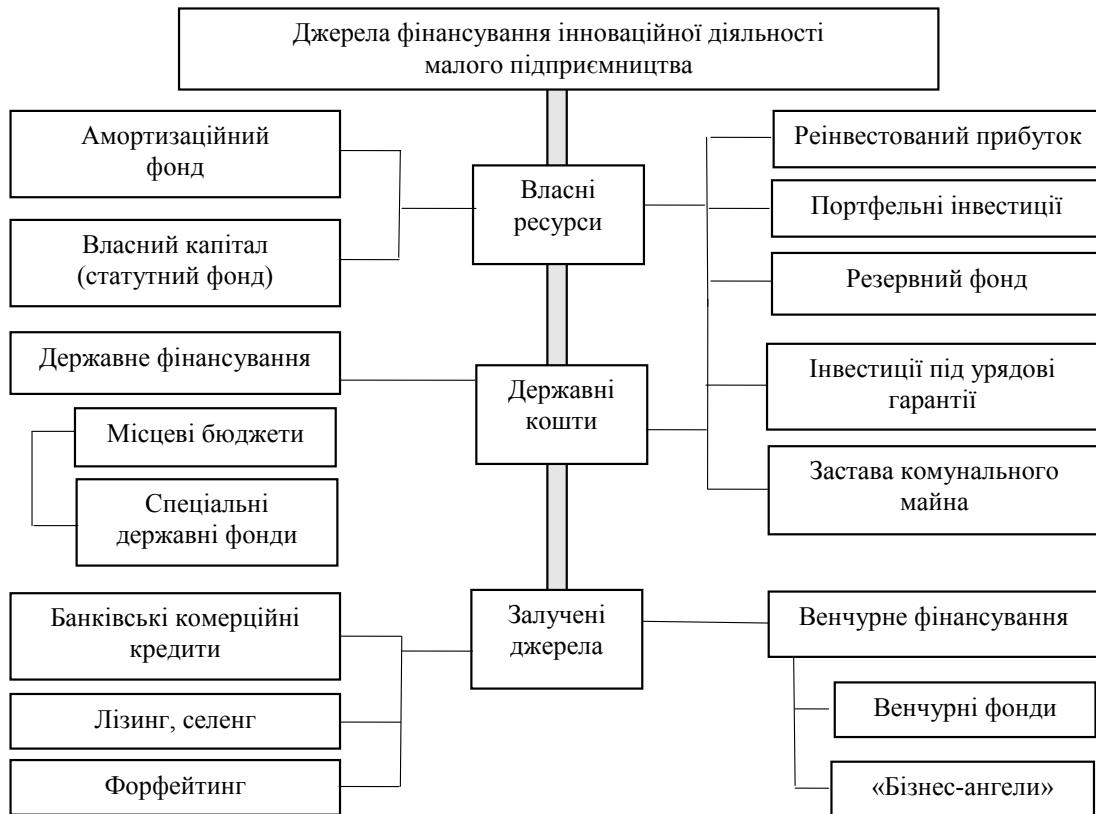 Джерела фінансування інноваційної діяльності
малого підприємництва
Амортизаційний
фонд
Власний капітал
(статутний фонд)
Власні
ресурси
Реінвестований прибуток
Портфельні інвестиції
Резервний фонд
Державне фінансування
Місцеві бюджети
Спеціальні
державні фонди
Державні
кошти
Інвестиції під урядові
гарантії
Застава комунального
майна
Банківські комерційні
кредити
Лізинг, селенг
Форфейтинг
Залучені
джерела
Венчурне фінансування
Венчурні фонди
«Бізнес-ангели»